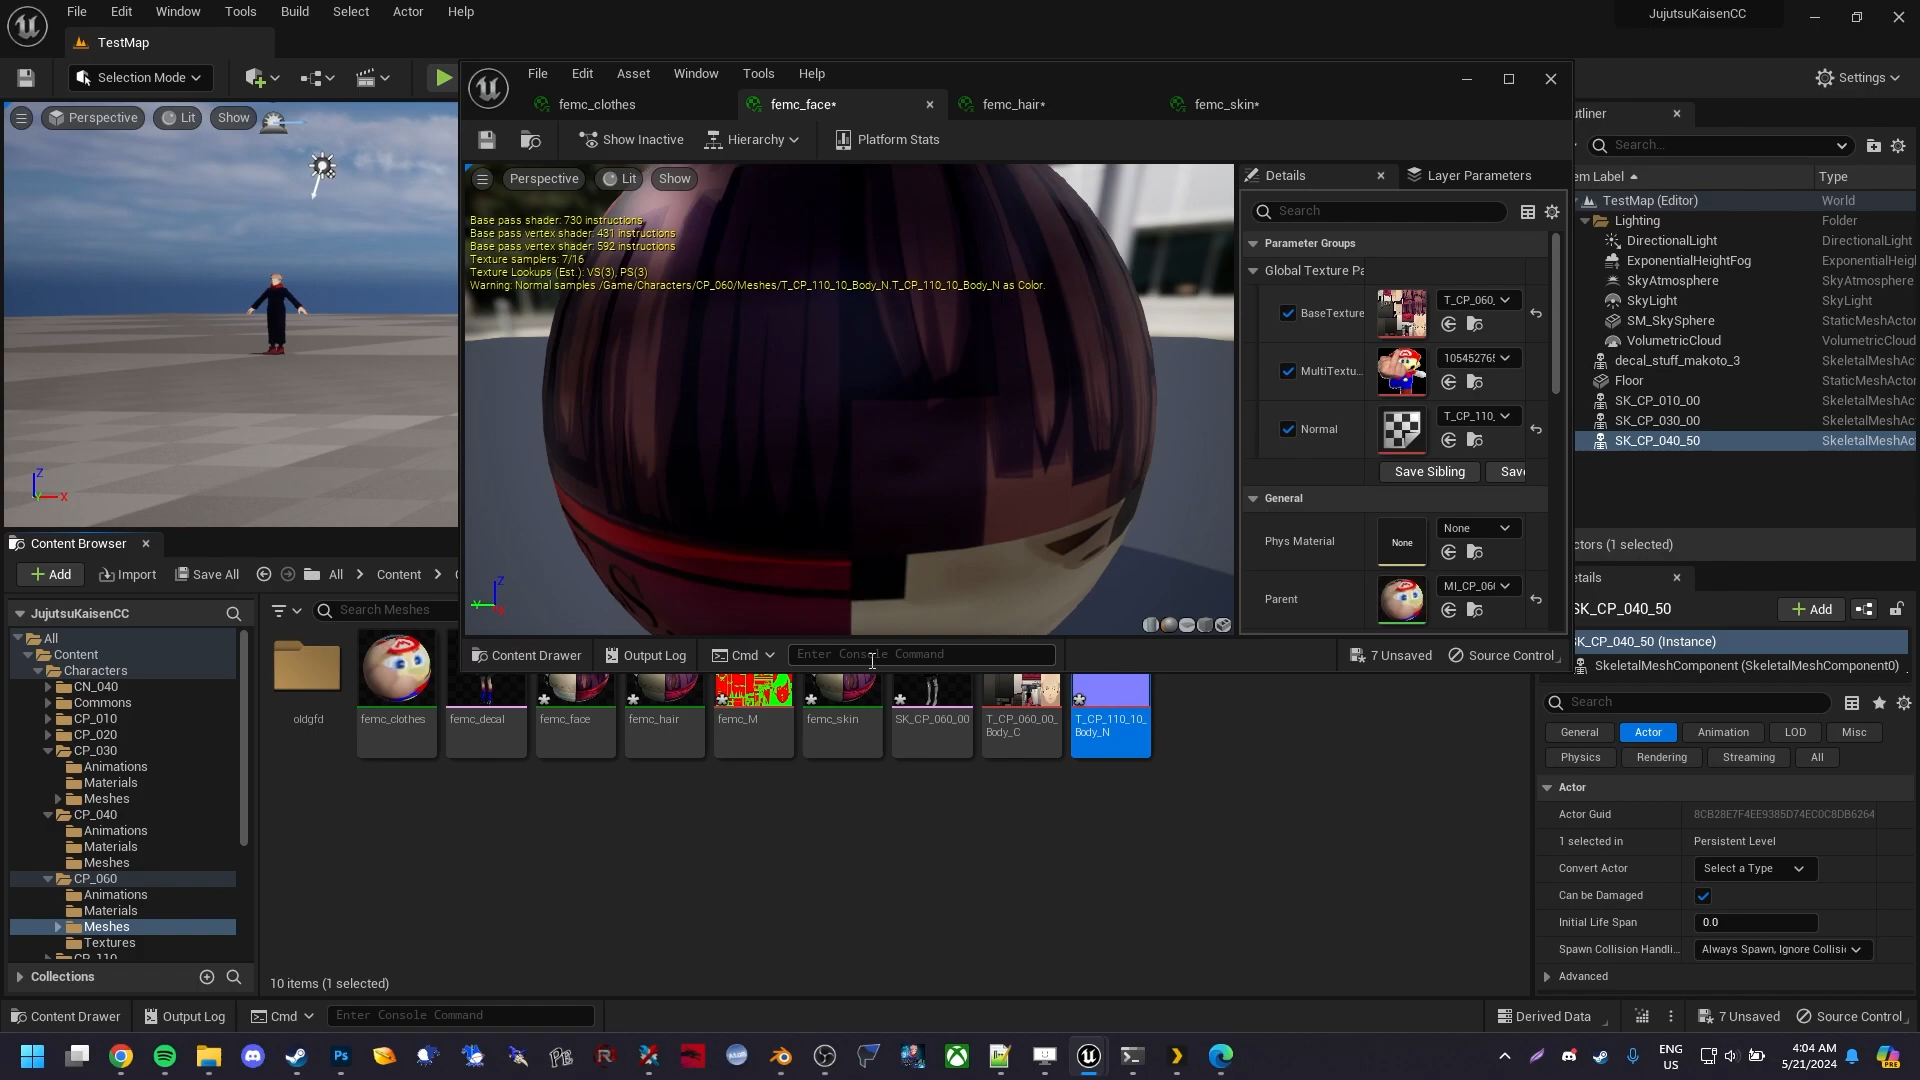 File Edit Window Tools Build Select Actor Help
JujutsuKaisenCC
TestMap
Selection Mode
Settings
Perspective Lit Show
File Edit Asset Window Tools Help
femc_clothes
femc_face*
femc_hair*
femc_skin*
Show Inactive
Hierarchy
Platform Stats
Perspective Lit Show
Base pass shader: 730 instructions
Base pass vertex shader: 431 instructions
Base pass vertex shader: 592 instructions
Texture samplers: 7/16
Texture Lookups (Est.): VS(3), PS(3)
Warning: Normal samples /Game/Characters/CP_060/Meshes/T_CP_110_10_Body_N.T_CP_110_10_Body_N as Color.
Z
Details
Layer Parameters
Search
Parameter Groups
Global Texture Pa
BaseTexture
T_CP_060_
MultiTextu...
Normal
T_CP_110_
Save Sibling
Save
General
Phys Material
None
None
Parent
MI_CP_06
Content Drawer
Output Log
Cmd
Enter Console Command
7 Unsaved
Source Control
Z
X
utliner
Search...
em Label
Type
TestMap (Editor) World
Lighting Folder
DirectionalLight DirectionalLight
ExponentialHeightFog ExponentialHeigh
SkyAtmosphere SkyAtmosphere
SkyLight SkyLight
SM_SkySphere StaticMeshActor
VolumetricCloud VolumetricCloud
decal_stuff_makoto_3 SkeletalMeshAc
Floor StaticMeshActor
SK_CP_010_00 SkeletalMeshAc
SK_CP_030_00 SkeletalMeshAc
SK_CP_040_50 SkeletalMeshAc
ctors (1 selected)
Content Browser
Add
Import
Save All
All
Content
JujutsuKaisenCC
Search Meshes
All
Content
Characters
CN_040
Commons
CP_010
CP_020
CP_030
Animations
Materials
Meshes
CP_040
Animations
Materials
Meshes
CP_060
Animations
Materials
Meshes
Textures
CP_110
Collections
oldgfd
femc_clothes
femc_decal
femc_face
femc_hair
femc_M
femc_skin
SK_CP_060_00
T_CP_060_00_
Body_C
T_CP_110_10_
Body_N
10 items (1 selected)
etails
SK_CP_040_50
Add
SK_CP_040_50 (Instance)
SkeletalMeshComponent (SkeletalMeshComponent0)
Search
General Actor Animation LOD Misc
Physics Rendering Streaming All
Actor
Actor Guid 8CB28E7F4EE9385D74EC0C8DB6264
1 selected in Persistent Level
Convert Actor Select a Type
Can be Damaged
Initial Life Span 0.0
Spawn Collision Handli... Always Spawn, Ignore Collisi
Advanced
Content Drawer
Output Log
Cmd
Enter Console Command
Derived Data
7 Unsaved
Source Control
Ps
ENG
US
4:04 AM
5/21/2024
PRE